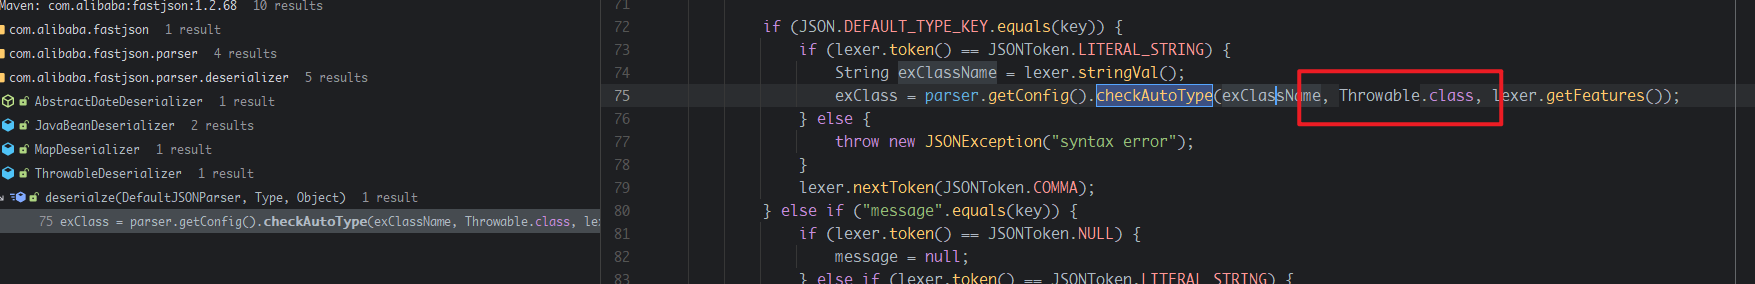 Maven: com.alibaba:fastjson:1.2.68 10 results
com.alibaba.fastjson 1 result
com.alibaba.fastjson.parser 4 results
com.alibaba.fastjson.parser.deserializer 5 results
AbstractDateDeserializer 1 result
JavaBeanDeserializer 2 results
MapDeserializer 1 result
ThrowableDeserializer 1 result
deserialze(DefaultJSONParser, Type, Object) 1 result
75 exClass = parser.getConfig().checkAutoType(exClassName, Throwable.class, le
71
72 if (JSON.DEFAULT_TYPE_KEY.equals(key)) {
73 if (lexer.token() == JSONToken.LITERAL_STRING) {
74 String exClassName = lexer.stringVal();
75 exClass = parser.getConfig().checkAutoType(exClassName, Throwable.class, lexer.getFeatures());
76 } else {
77 throw new JSONException("syntax error");
78 }
79 lexer.nextToken(JSONToken.COMMA);
80 } else if ("message".equals(key)) {
81 if (lexer.token() == JSONToken.NULL) {
82 message = null;
83 } else if (lexer.token() == JSONToken.LITERAL_STRING) {